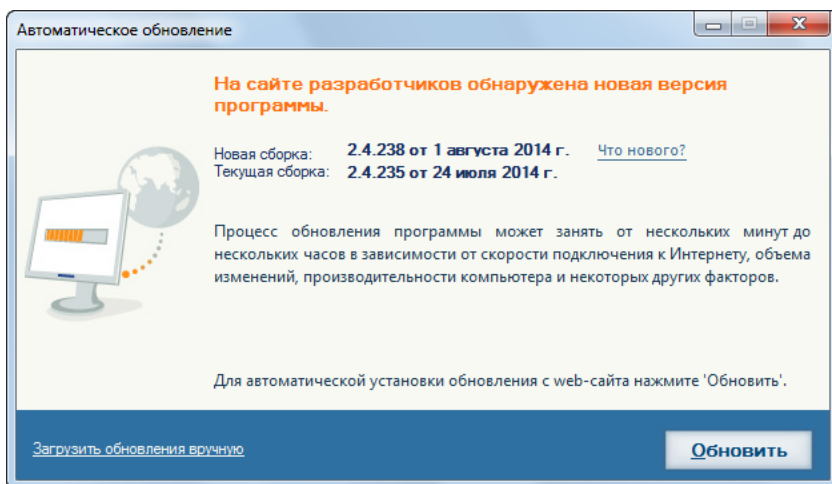 Автоматическое обновление
На сайте разработчиков обнаружена новая версия
программы.
Новая сборка: 2.4.238 от 1 августа 2014 г. Что нового?
Текущая сборка: 2.4.235 от 24 июля 2014 г.
Процесс обновления программы может занять от нескольких минут до
нескольких часов в зависимости от скорости подключения к Интернету, объема
изменений, производительности компьютера и некоторых других факторов.
Для автоматической установки обновления с web-сайта нажмите 'Обновить'.
Загрузить обновления вручную
Обновить